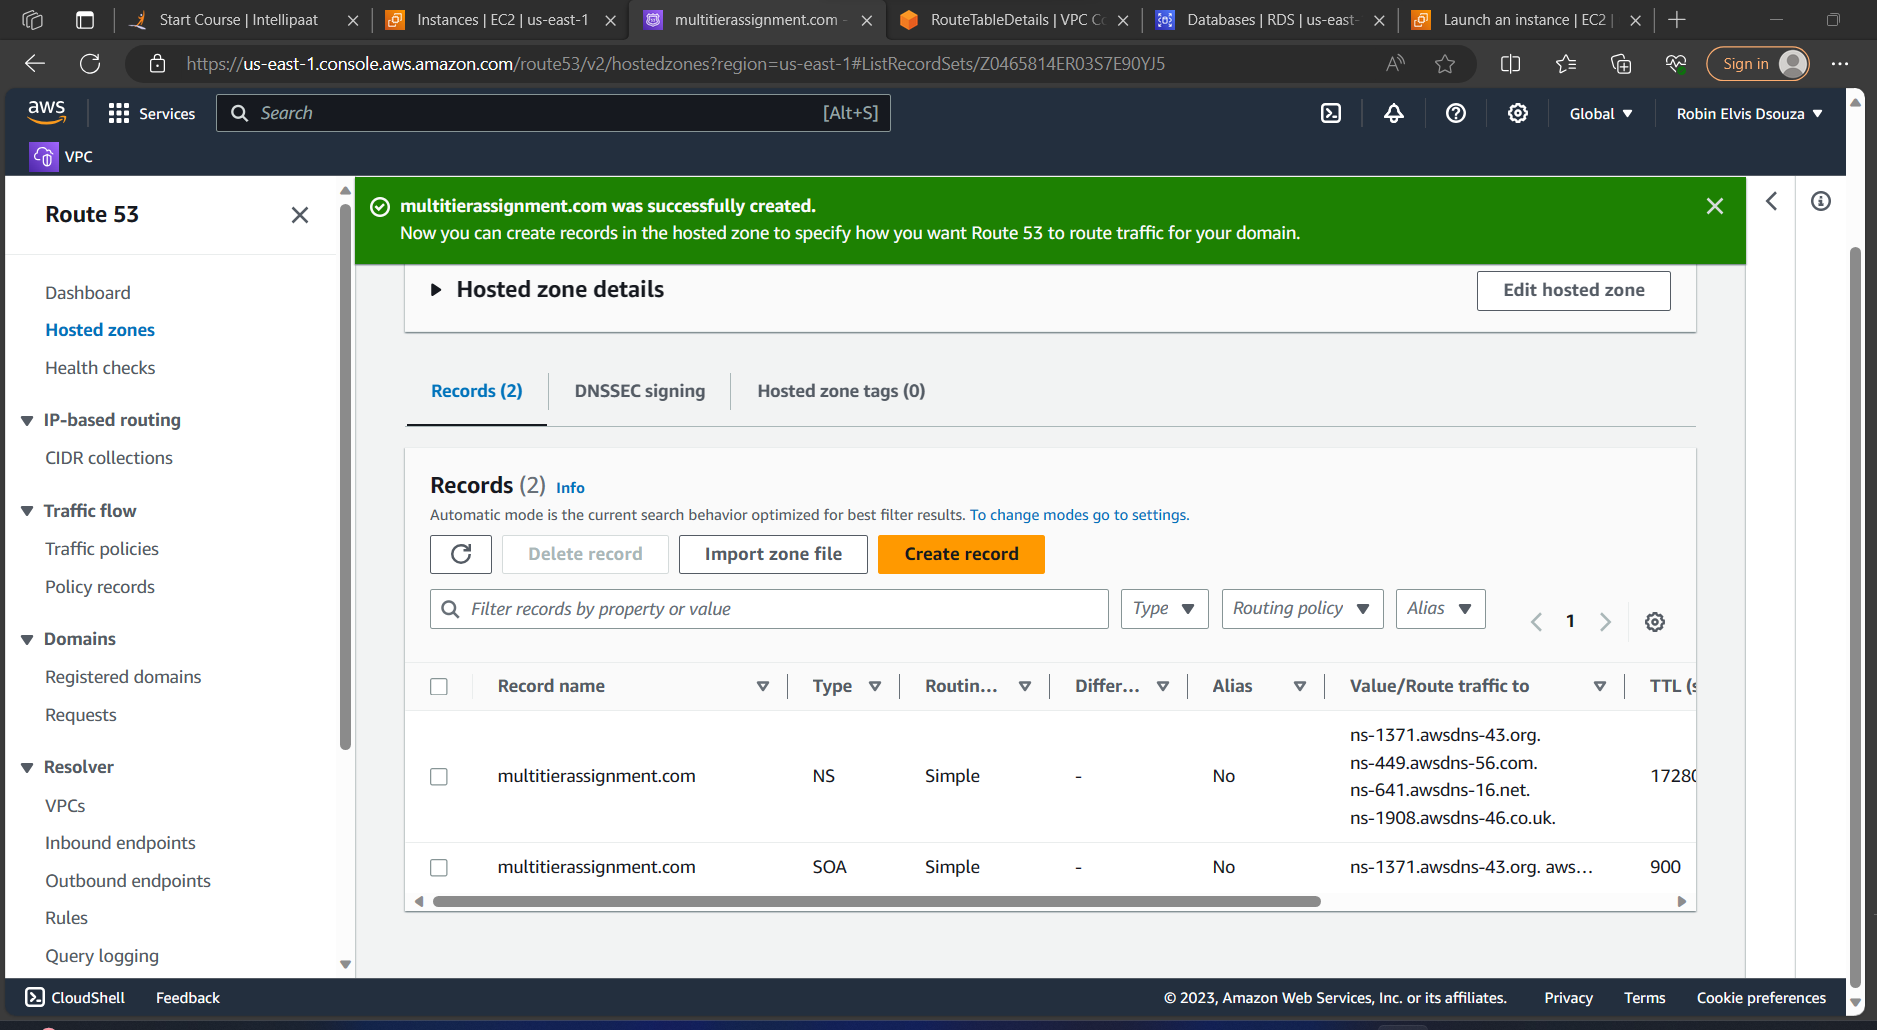 Start Course | Intellipaat
Instances | EC2 | us-east-1
multitierassignment.com -
RouteTableDetails | VPC Co
Databases | RDS | us-east-
Launch an instance | EC2 |
https://us-east-1.console.aws.amazon.com/route53/v2/hostedzones?region=us-east-1#ListRecordSets/Z0465814ER03S7E90YJ5
Sign in
aws
Services
Search
[Alt+S]
Global
Robin Elvis Dsouza
VPC
Route 53
Dashboard
Hosted zones
Health checks
IP-based routing
CIDR collections
Traffic flow
Traffic policies
Policy records
Domains
Registered domains
Requests
Resolver
VPCs
Inbound endpoints
Outbound endpoints
Rules
Query logging
multitierassignment.com was successfully created.
Now you can create records in the hosted zone to specify how you want Route 53 to route traffic for your domain.
Hosted zone details
Edit hosted zone
Records (2)
DNSSEC signing
Hosted zone tags (0)
Records (2) Info
Automatic mode is the current search behavior optimized for best filter results. To change modes go to settings.
Delete record
Import zone file
Create record
Filter records by property or value
Type
Routing policy
Alias
1
Record name
Type
Routin...
Differ...
Alias
Value/Route traffic to
TTL (s
multitierassignment.com
NS
Simple
-
No
ns-1371.awsdns-43.org.
ns-449.awsdns-56.com.
ns-641.awsdns-16.net.
ns-1908.awsdns-46.co.uk.
17280
multitierassignment.com
SOA
Simple
-
No
ns-1371.awsdns-43.org. aws...
900
CloudShell
Feedback
© 2023, Amazon Web Services, Inc. or its affiliates.
Privacy
Terms
Cookie preferences